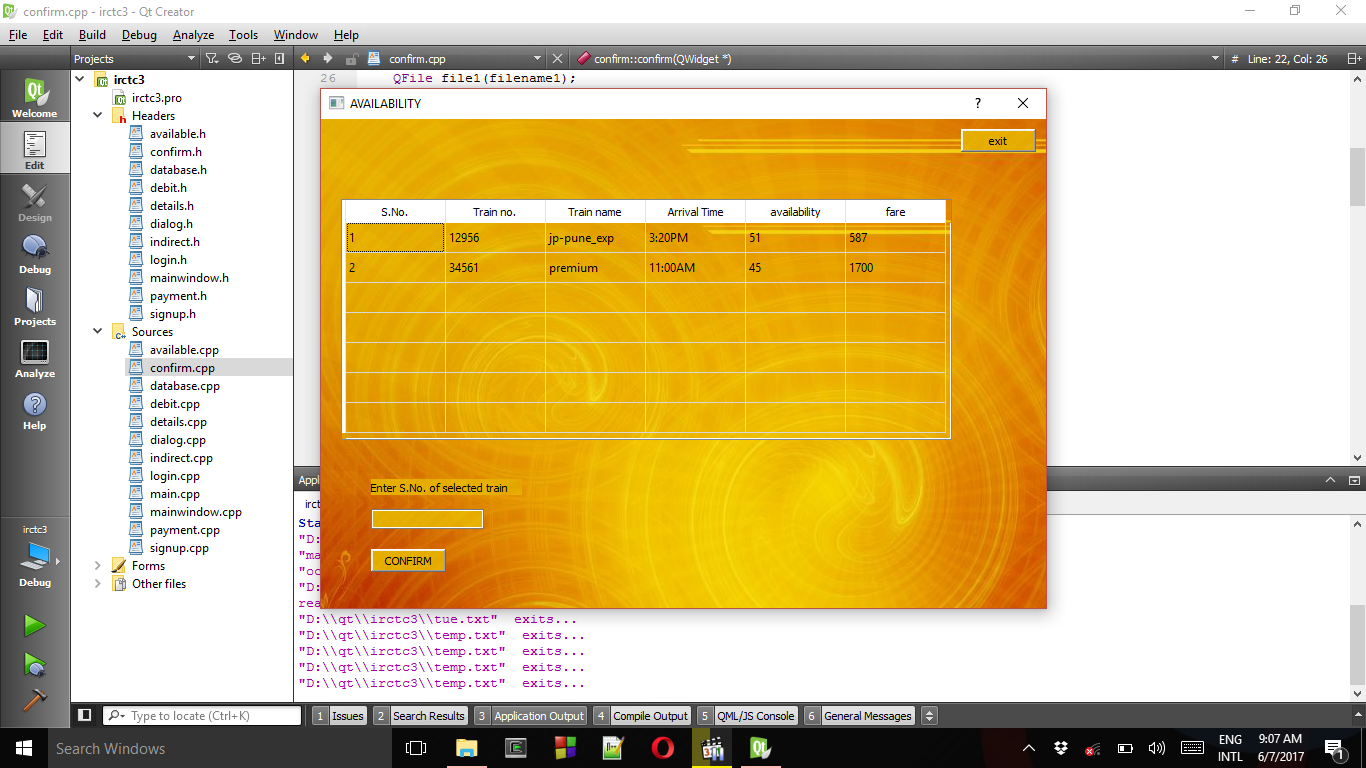 confirm.cpp - irctc3 - Qt Creator
File Edit Build Debug Analyze Tools Window Help
Projects
confirm.cpp
confirm::confirm(QWidget *)
# Line: 22, Col: 26
Welcome
Edit
Design
Debug
Projects
Analyze
Help
irctc3
Debug
irctc3
irctc3.pro
Headers
available.h
confirm.h
database.h
debit.h
details.h
dialog.h
indirect.h
login.h
mainwindow.h
payment.h
signup.h
Sources
available.cpp
confirm.cpp
database.cpp
debit.cpp
details.cpp
dialog.cpp
indirect.cpp
login.cpp
main.cpp
mainwindow.cpp
payment.cpp
signup.cpp
Forms
Other files
26 QFile file1(filename1);
AVAILABILITY
exit
S.No. Train no. Train name Arrival Time availability fare
1 12956 jp-pune_exp 3:20PM 51 587
2 34561 premium 11:00AM 45 1700
Enter S.No. of selected train
CONFIRM
"D:\\qt\\irctc3\\tue.txt" exits...
"D:\\qt\\irctc3\\temp.txt" exits...
"D:\\qt\\irctc3\\temp.txt" exits...
"D:\\qt\\irctc3\\temp.txt" exits...
"D:\\qt\\irctc3\\temp.txt" exits...
Type to locate (Ctrl+K)
1 Issues 2 Search Results 3 Application Output 4 Compile Output 5 QML/JS Console 6 General Messages
Search Windows
ENG
INTL
9:07 AM
6/7/2017
1